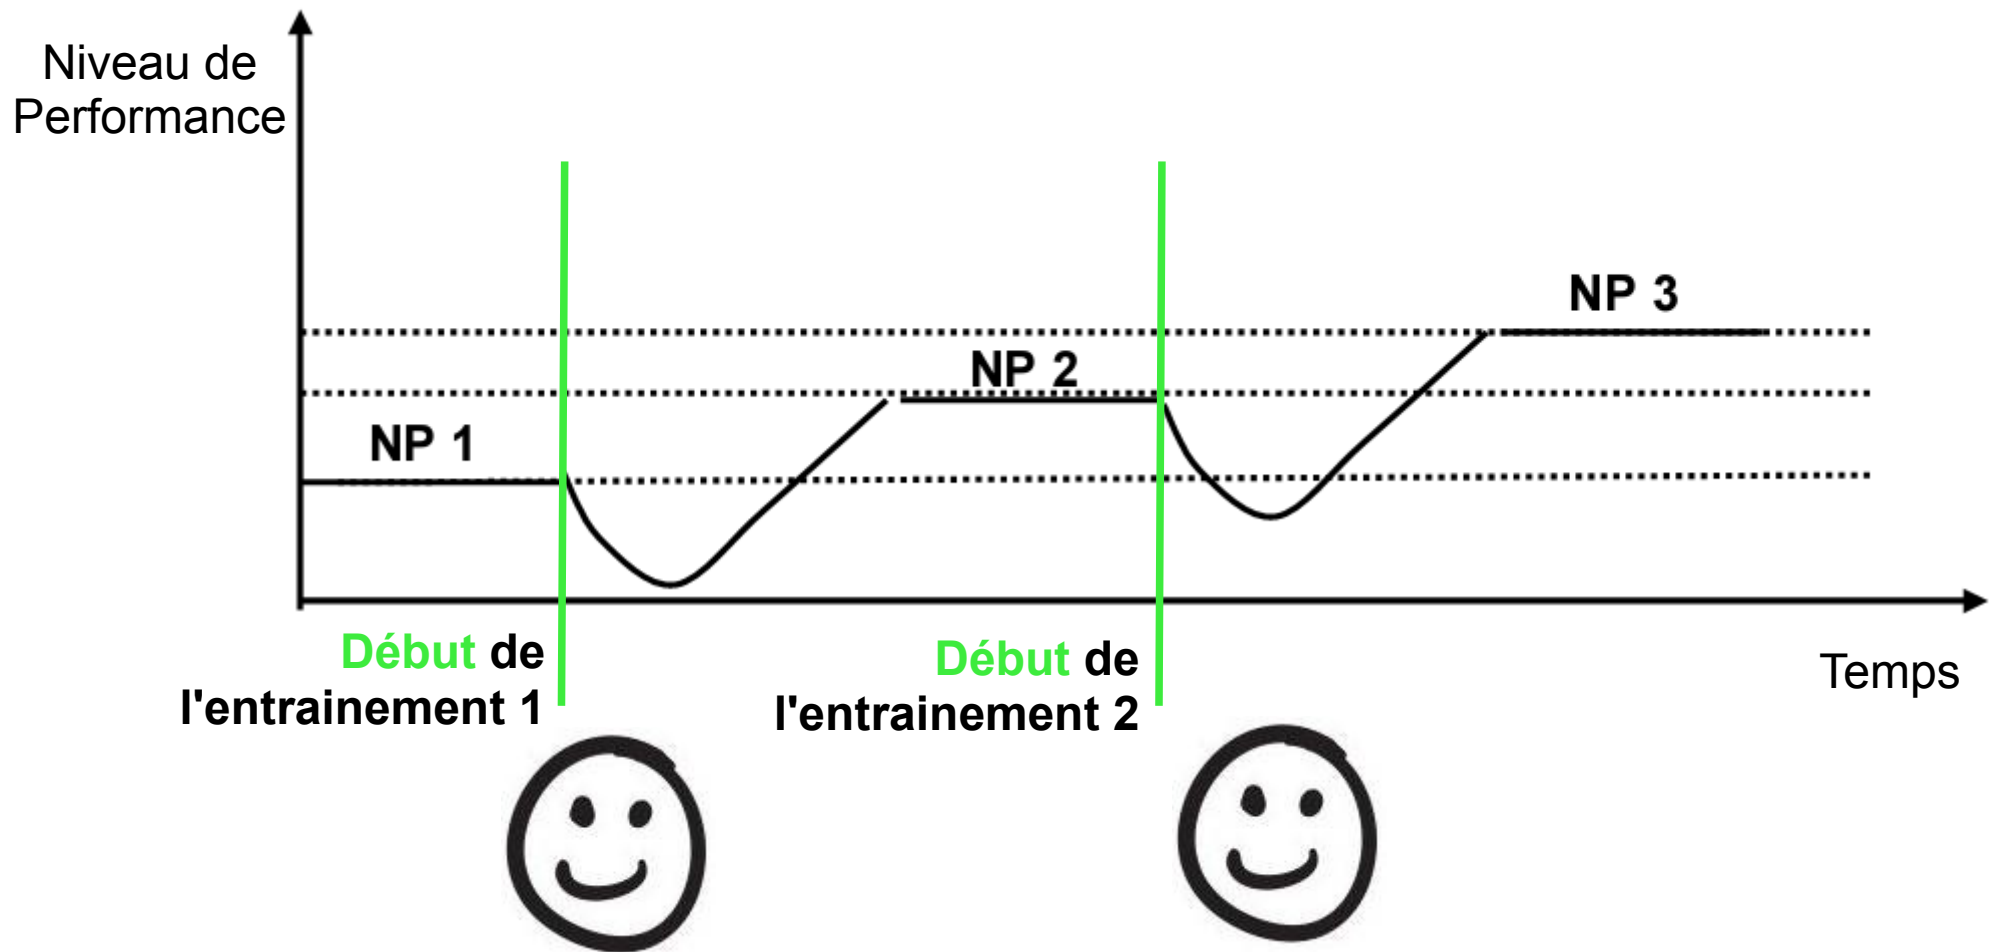 Niveau de
Performance
NP 3
NP 2
NP 1
Début de
l'entrainement 1
Début de
l'entrainement 2
Temps